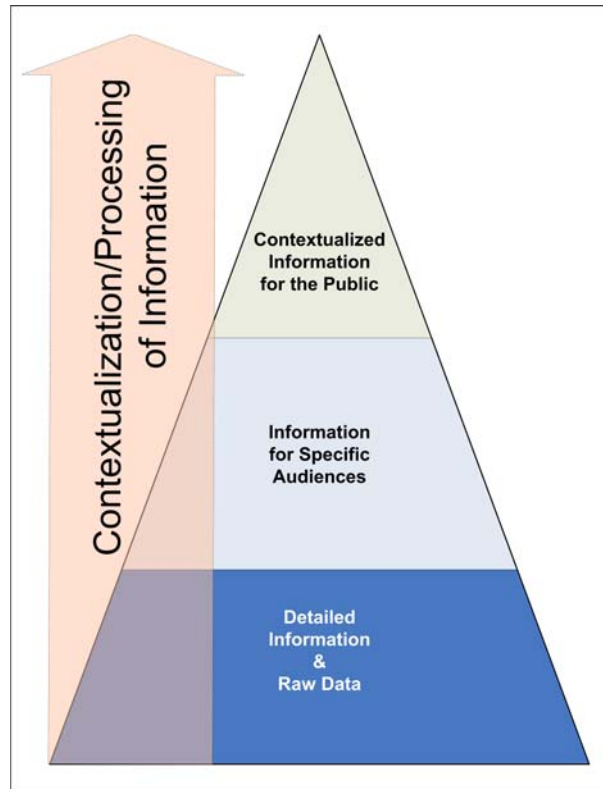 Contextualization/Processing
of Information
Contextualized
Information
for the Public
Information
for Specific
Audiences
Detailed
Information
&
Raw Data